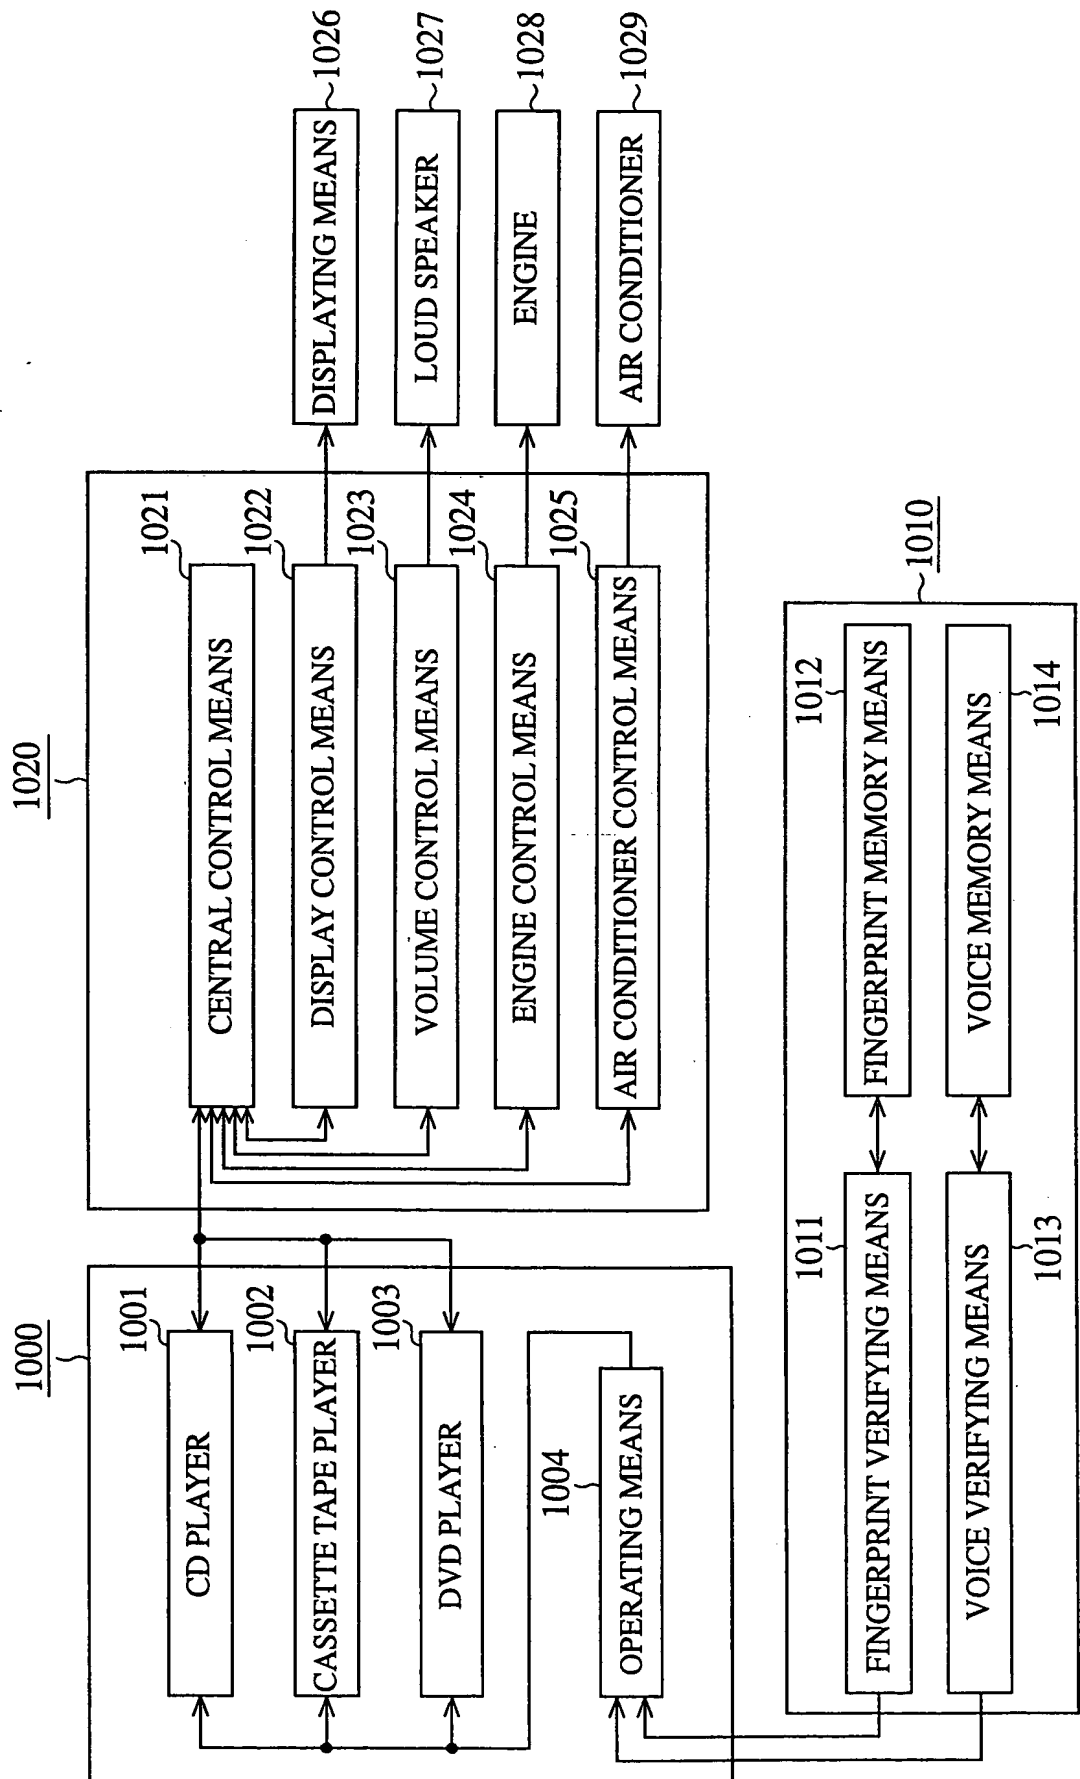 1000
CD PLAYER
1001
CASSETTE TAPE PLAYER
1002
DVD PLAYER
1003
OPERATING MEANS
1004
1020
CENTRAL CONTROL MEANS
1021
DISPLAY CONTROL MEANS
1022
VOLUME CONTROL MEANS
1023
ENGINE CONTROL MEANS
1024
AIR CONDITIONER CONTROL MEANS
1025
DISPLAYING MEANS
1026
LOUD SPEAKER
1027
ENGINE
1028
AIR CONDITIONER
1029
1010
FINGERPRINT VERIFYING MEANS
1011
FINGERPRINT MEMORY MEANS
1012
VOICE VERIFYING MEANS
1013
VOICE MEMORY MEANS
1014